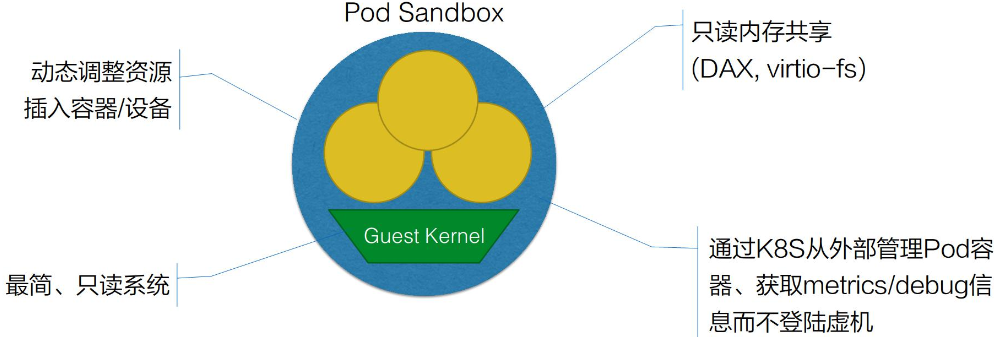 Pod Sandbox
动态调整资源
插入容器/设备
只读内存共享
(DAX, virtio-fs)
Guest Kernel
最简、只读系统
通过K8S从外部管理Pod容
器、获取metrics/debug信
息而不登陆虚机